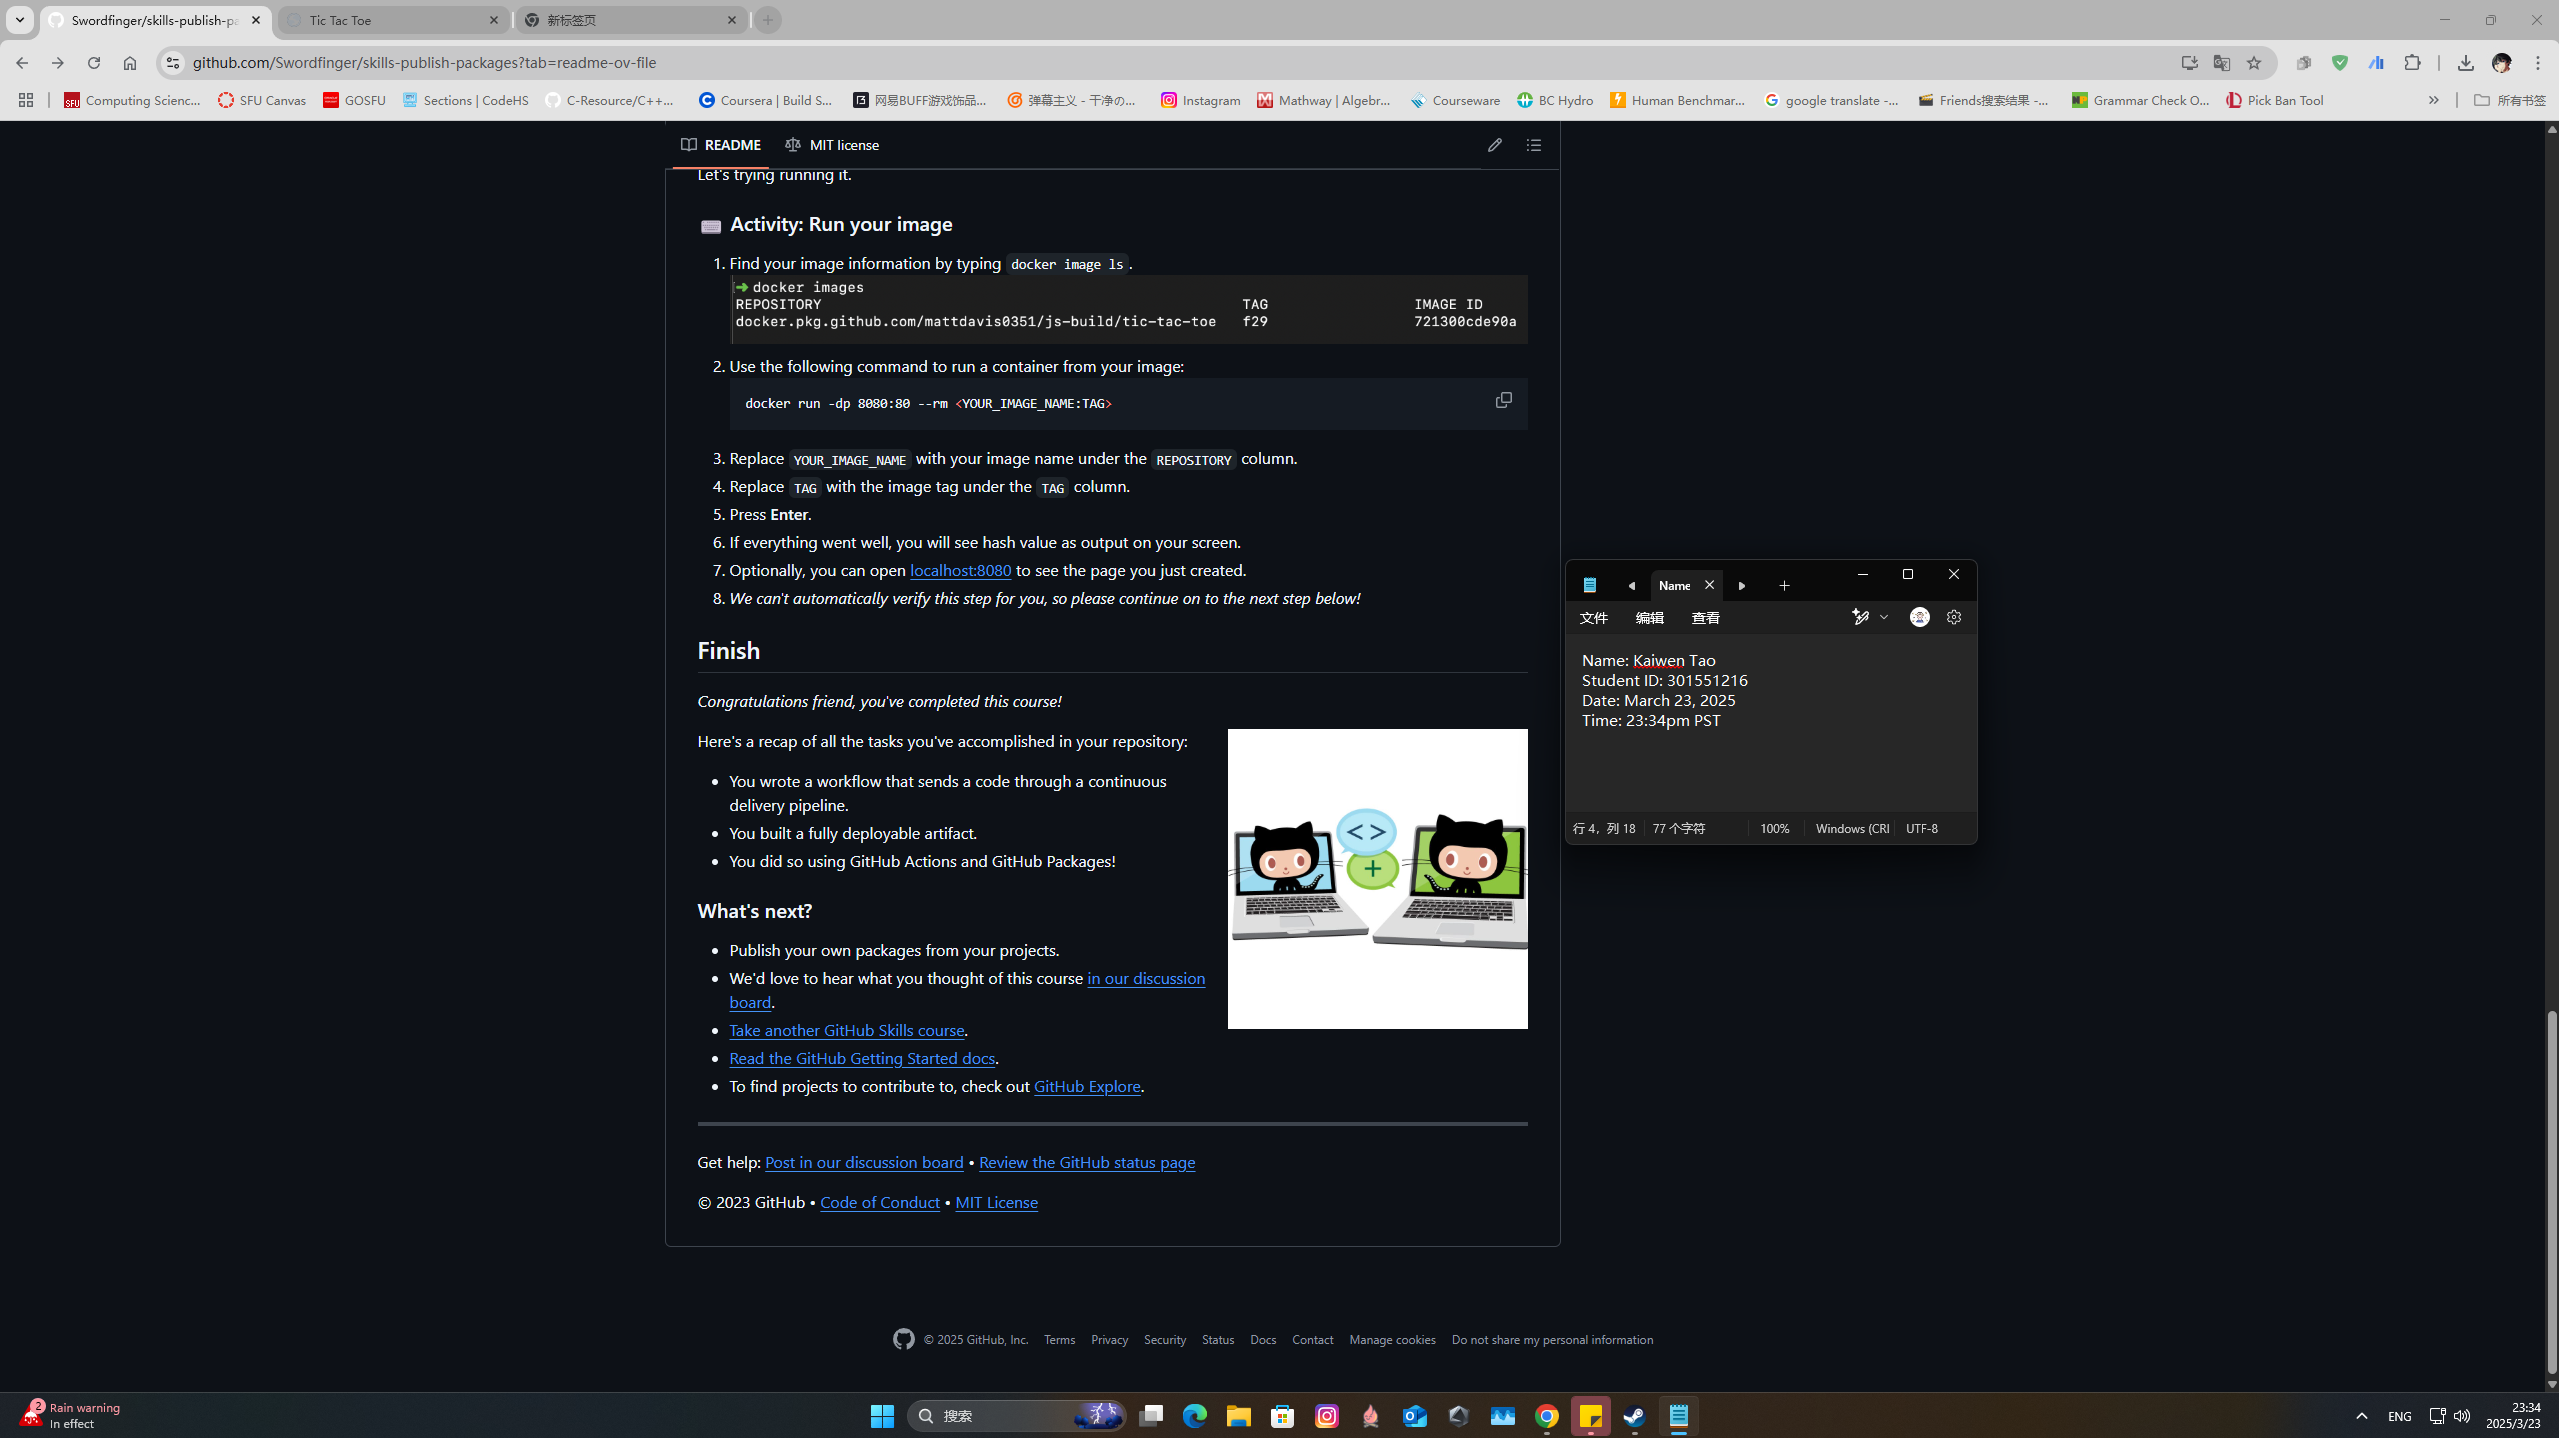 Swordfinger/skills-publish-pa
Tic Tac Toe
新标签页
github.com/Swordfinger/skills-publish-packages?tab=readme-ov-file
Computing Scienc...
SFU Canvas
GOSFU
Sections | CodeHS
C-Resource/C++...
Coursera | Build S...
网易BUFF游戏饰品...
弹幕主义 - 干净の...
Instagram
Mathway | Algebr...
Courseware
BC Hydro
Human Benchmar...
google translate -...
Friends搜索结果 -...
Grammar Check O...
Pick Ban Tool
所有书签
README
MIT license
Let's trying running it.
Activity: Run your image
1. Find your image information by typing docker image ls.
docker images
REPOSITORY TAG IMAGE ID
docker.pkg.github.com/mattdavis0351/js-build/tic-tac-toe f29 721300cde90a
2. Use the following command to run a container from your image:
docker run -dp 8080:80 --rm <YOUR_IMAGE_NAME:TAG>
3. Replace YOUR_IMAGE_NAME with your image name under the REPOSITORY column.
4. Replace TAG with the image tag under the TAG column.
5. Press Enter.
6. If everything went well, you will see hash value as output on your screen.
7. Optionally, you can open localhost:8080 to see the page you just created.
8. We can't automatically verify this step for you, so please continue on to the next step below!
Finish
Congratulations friend, you've completed this course!
Here's a recap of all the tasks you've accomplished in your repository:
• You wrote a workflow that sends a code through a continuous
delivery pipeline.
• You built a fully deployable artifact.
• You did so using GitHub Actions and GitHub Packages!
What's next?
• Publish your own packages from your projects.
• We'd love to hear what you thought of this course in our discussion
board.
• Take another GitHub Skills course.
• Read the GitHub Getting Started docs.
• To find projects to contribute to, check out GitHub Explore.
Get help: Post in our discussion board • Review the GitHub status page
© 2023 GitHub • Code of Conduct • MIT License
© 2025 GitHub, Inc. Terms Privacy Security Status Docs Contact Manage cookies Do not share my personal information
Name
文件 编辑 查看
Name: Kaiwen Tao
Student ID: 301551216
Date: March 23, 2025
Time: 23:34pm PST
行 4，列 18 77 个字符 100% Windows (CRI UTF-8
2
Rain warning
In effect
搜索
ENG
23:34
2025/3/23